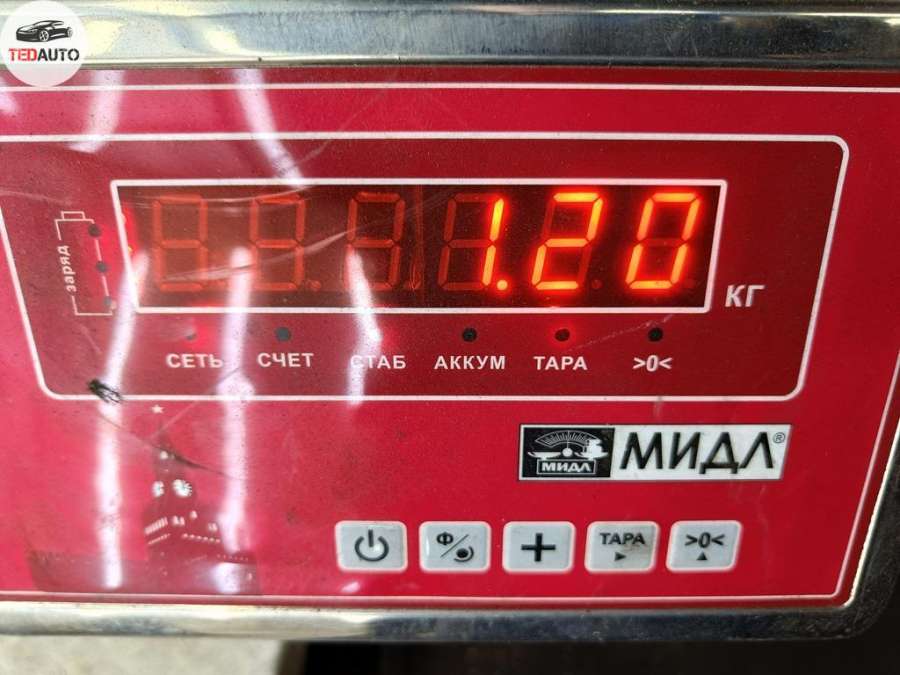 TEDAUTO
заряд
1.20
КГ
СЕТЬ СЧЕТ СТАБ АККУМ ТАРА >0<
МИДЛ МИДЛ®
Ф ТАРА >0<